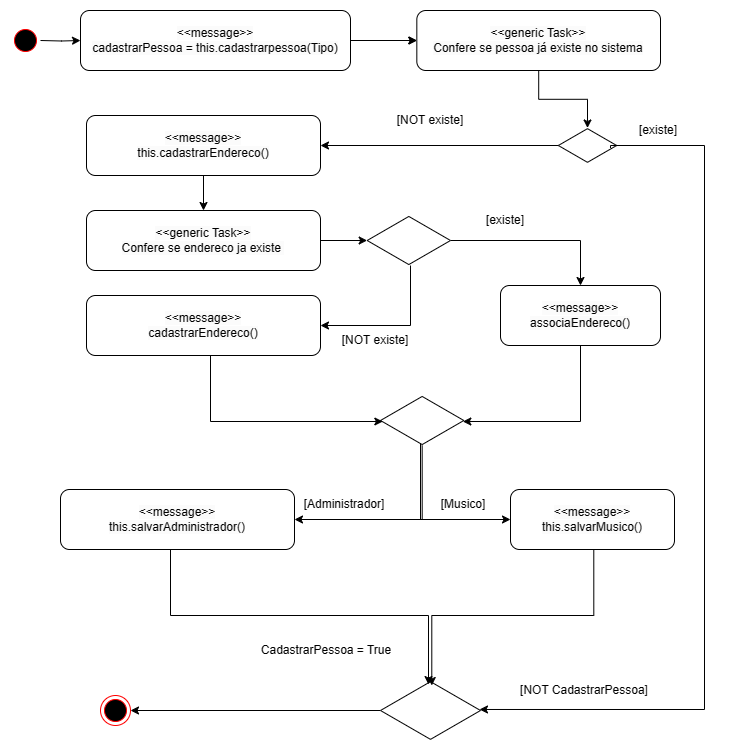 <<message>>
cadastrarPessoa = this.cadastrarpessoa(Tipo)
<<generic Task>>
Confere se pessoa já existe no sistema
[NOT existe]
[existe]
<<message>>
this.cadastrarEndereco()
<<generic Task>>
Confere se endereco ja existe
[existe]
<<message>>
cadastrarEndereco()
<<message>>
associaEndereco()
[NOT existe]
<<message>>
this.salvarAdministrador()
[Administrador]
[Musico]
<<message>>
this.salvarMusico()
CadastrarPessoa = True
[NOT CadastrarPessoa]